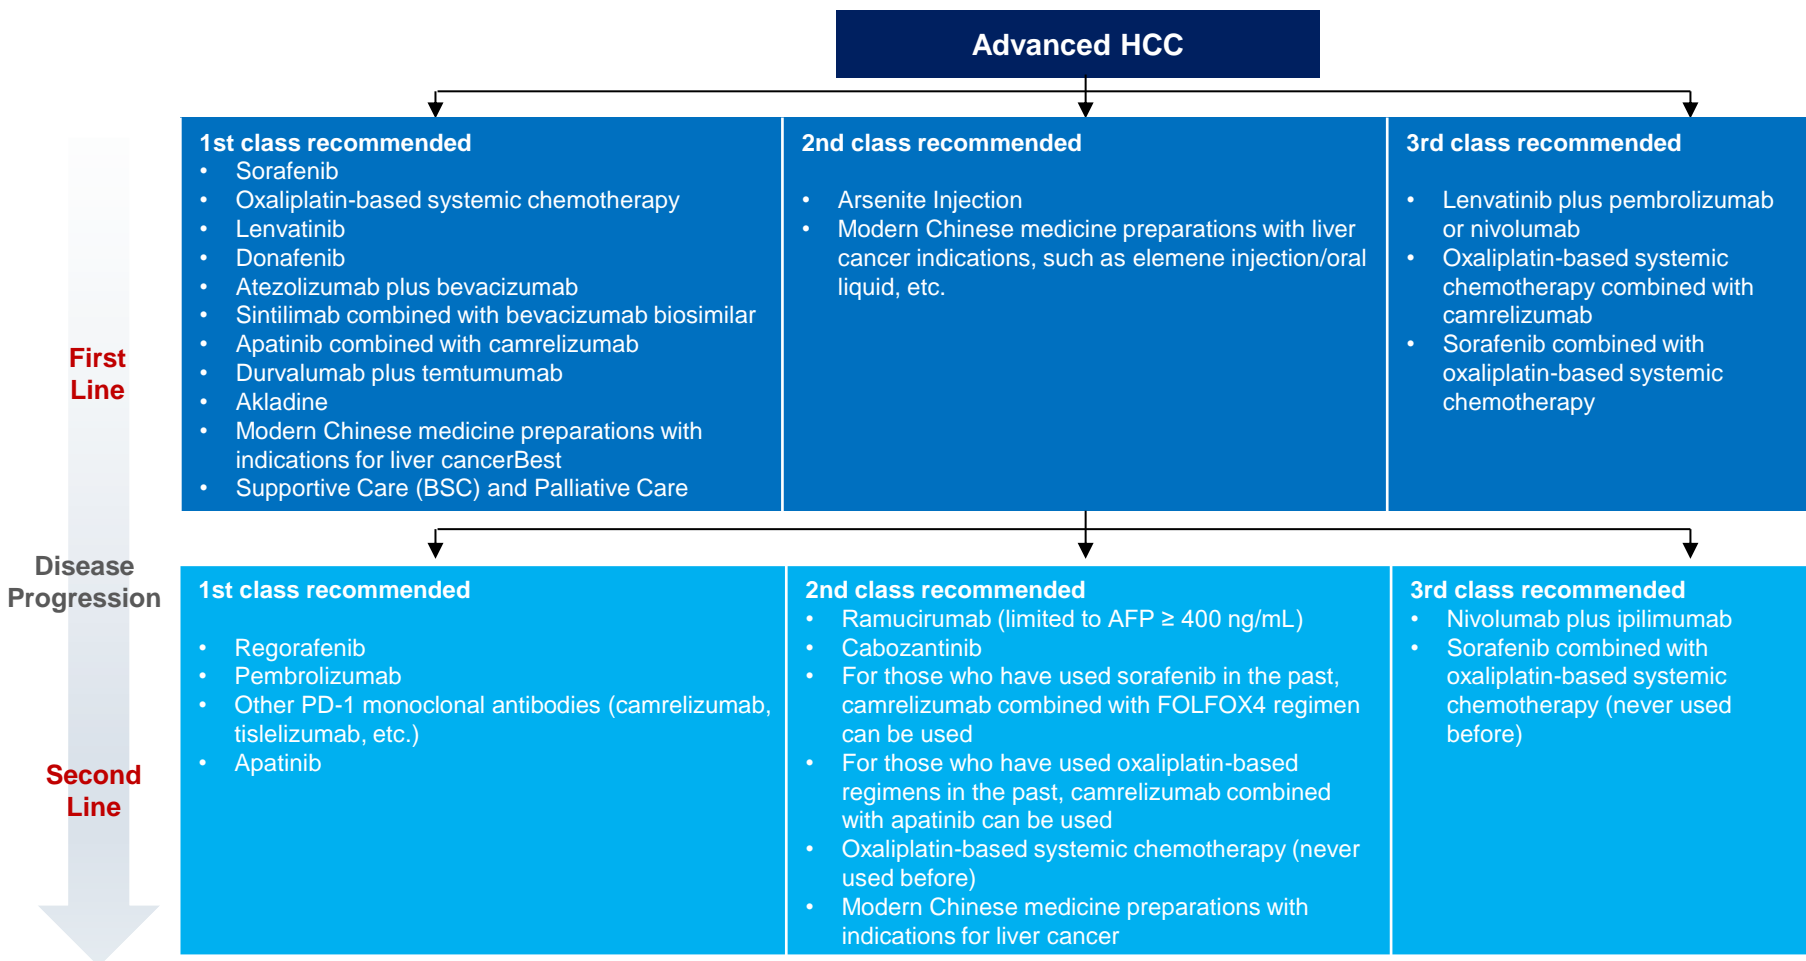 Advanced HCC
1st class recommended
• Sorafenib
• Oxaliplatin-based systemic chemotherapy
• Lenvatinib
• Donafenib
• Atezolizumab plus bevacizumab
• Sintilimab combined with bevacizumab biosimilar
• Apatinib combined with camrelizumab
• Durvalumab plus temtumumab
• Akladine
• Modern Chinese medicine preparations with
indications for liver cancerBest
• Supportive Care (BSC) and Palliative Care
2nd class recommended
• Arsenite Injection
• Modern Chinese medicine preparations with liver
cancer indications, such as elemene injection/oral
liquid, etc.
3rd class recommended
• Lenvatinib plus pembrolizumab
or nivolumab
• Oxaliplatin-based systemic
chemotherapy combined with
camrelizumab
• Sorafenib combined with
oxaliplatin-based systemic
chemotherapy
First
Line
Disease
Progression
Second
Line
1st class recommended
• Regorafenib
• Pembrolizumab
• Other PD-1 monoclonal antibodies (camrelizumab,
tislelizumab, etc.)
• Apatinib
2nd class recommended
• Ramucirumab (limited to AFP ≥ 400 ng/mL)
• Cabozantinib
• For those who have used sorafenib in the past,
camrelizumab combined with FOLFOX4 regimen
can be used
• For those who have used oxaliplatin-based
regimens in the past, camrelizumab combined
with apatinib can be used
• Oxaliplatin-based systemic chemotherapy (never
used before)
• Modern Chinese medicine preparations with
indications for liver cancer
3rd class recommended
• Nivolumab plus ipilimumab
• Sorafenib combined with
oxaliplatin-based systemic
chemotherapy (never used
before)